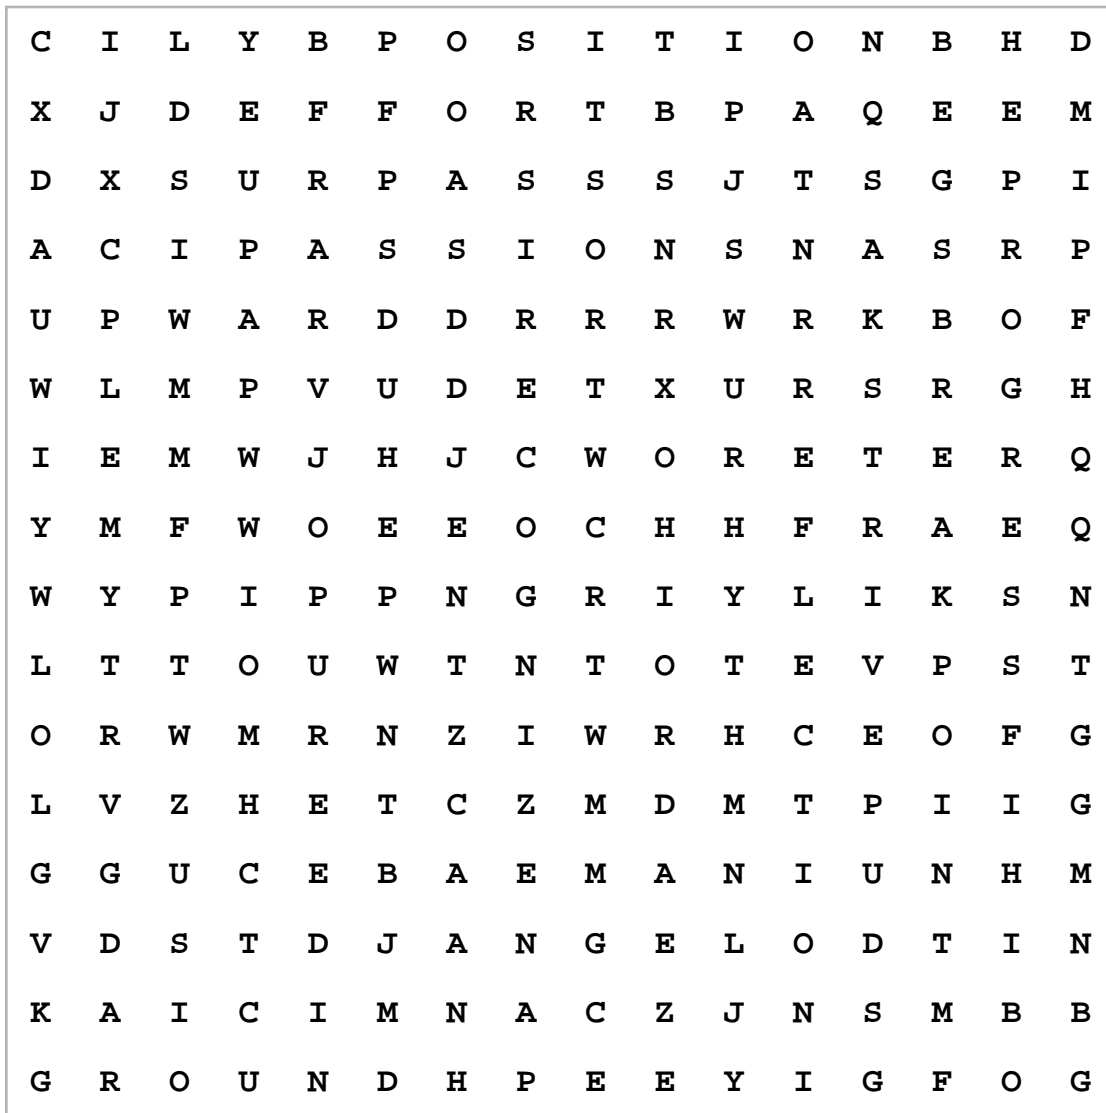 C I L Y B P O S I T I O N B H D
X J D E F F O R T B P A Q E E M
D X S U R P A S S S J T S G P I
A C I P A S S I O N S N A S R P
U P W A R D D R R R W R K B O F
W L M P V U D E T X U R S R G H
I E M W J H J C W O R E T E R Q
Y M F W O E E O C H H F R A E Q
W Y P I P P N G R I Y L I K S N
L T T O U W T N T O T E V P S T
O R W M R N Z I W R H C E O F G
L V Z H E T C Z M D M T P I I G
G G U C E B A E M A N I U N H M
V D S T D J A N G E L O D T I N
K A I C I M N A C Z J N S M B B
G R O U N D H P E E Y I G F O G